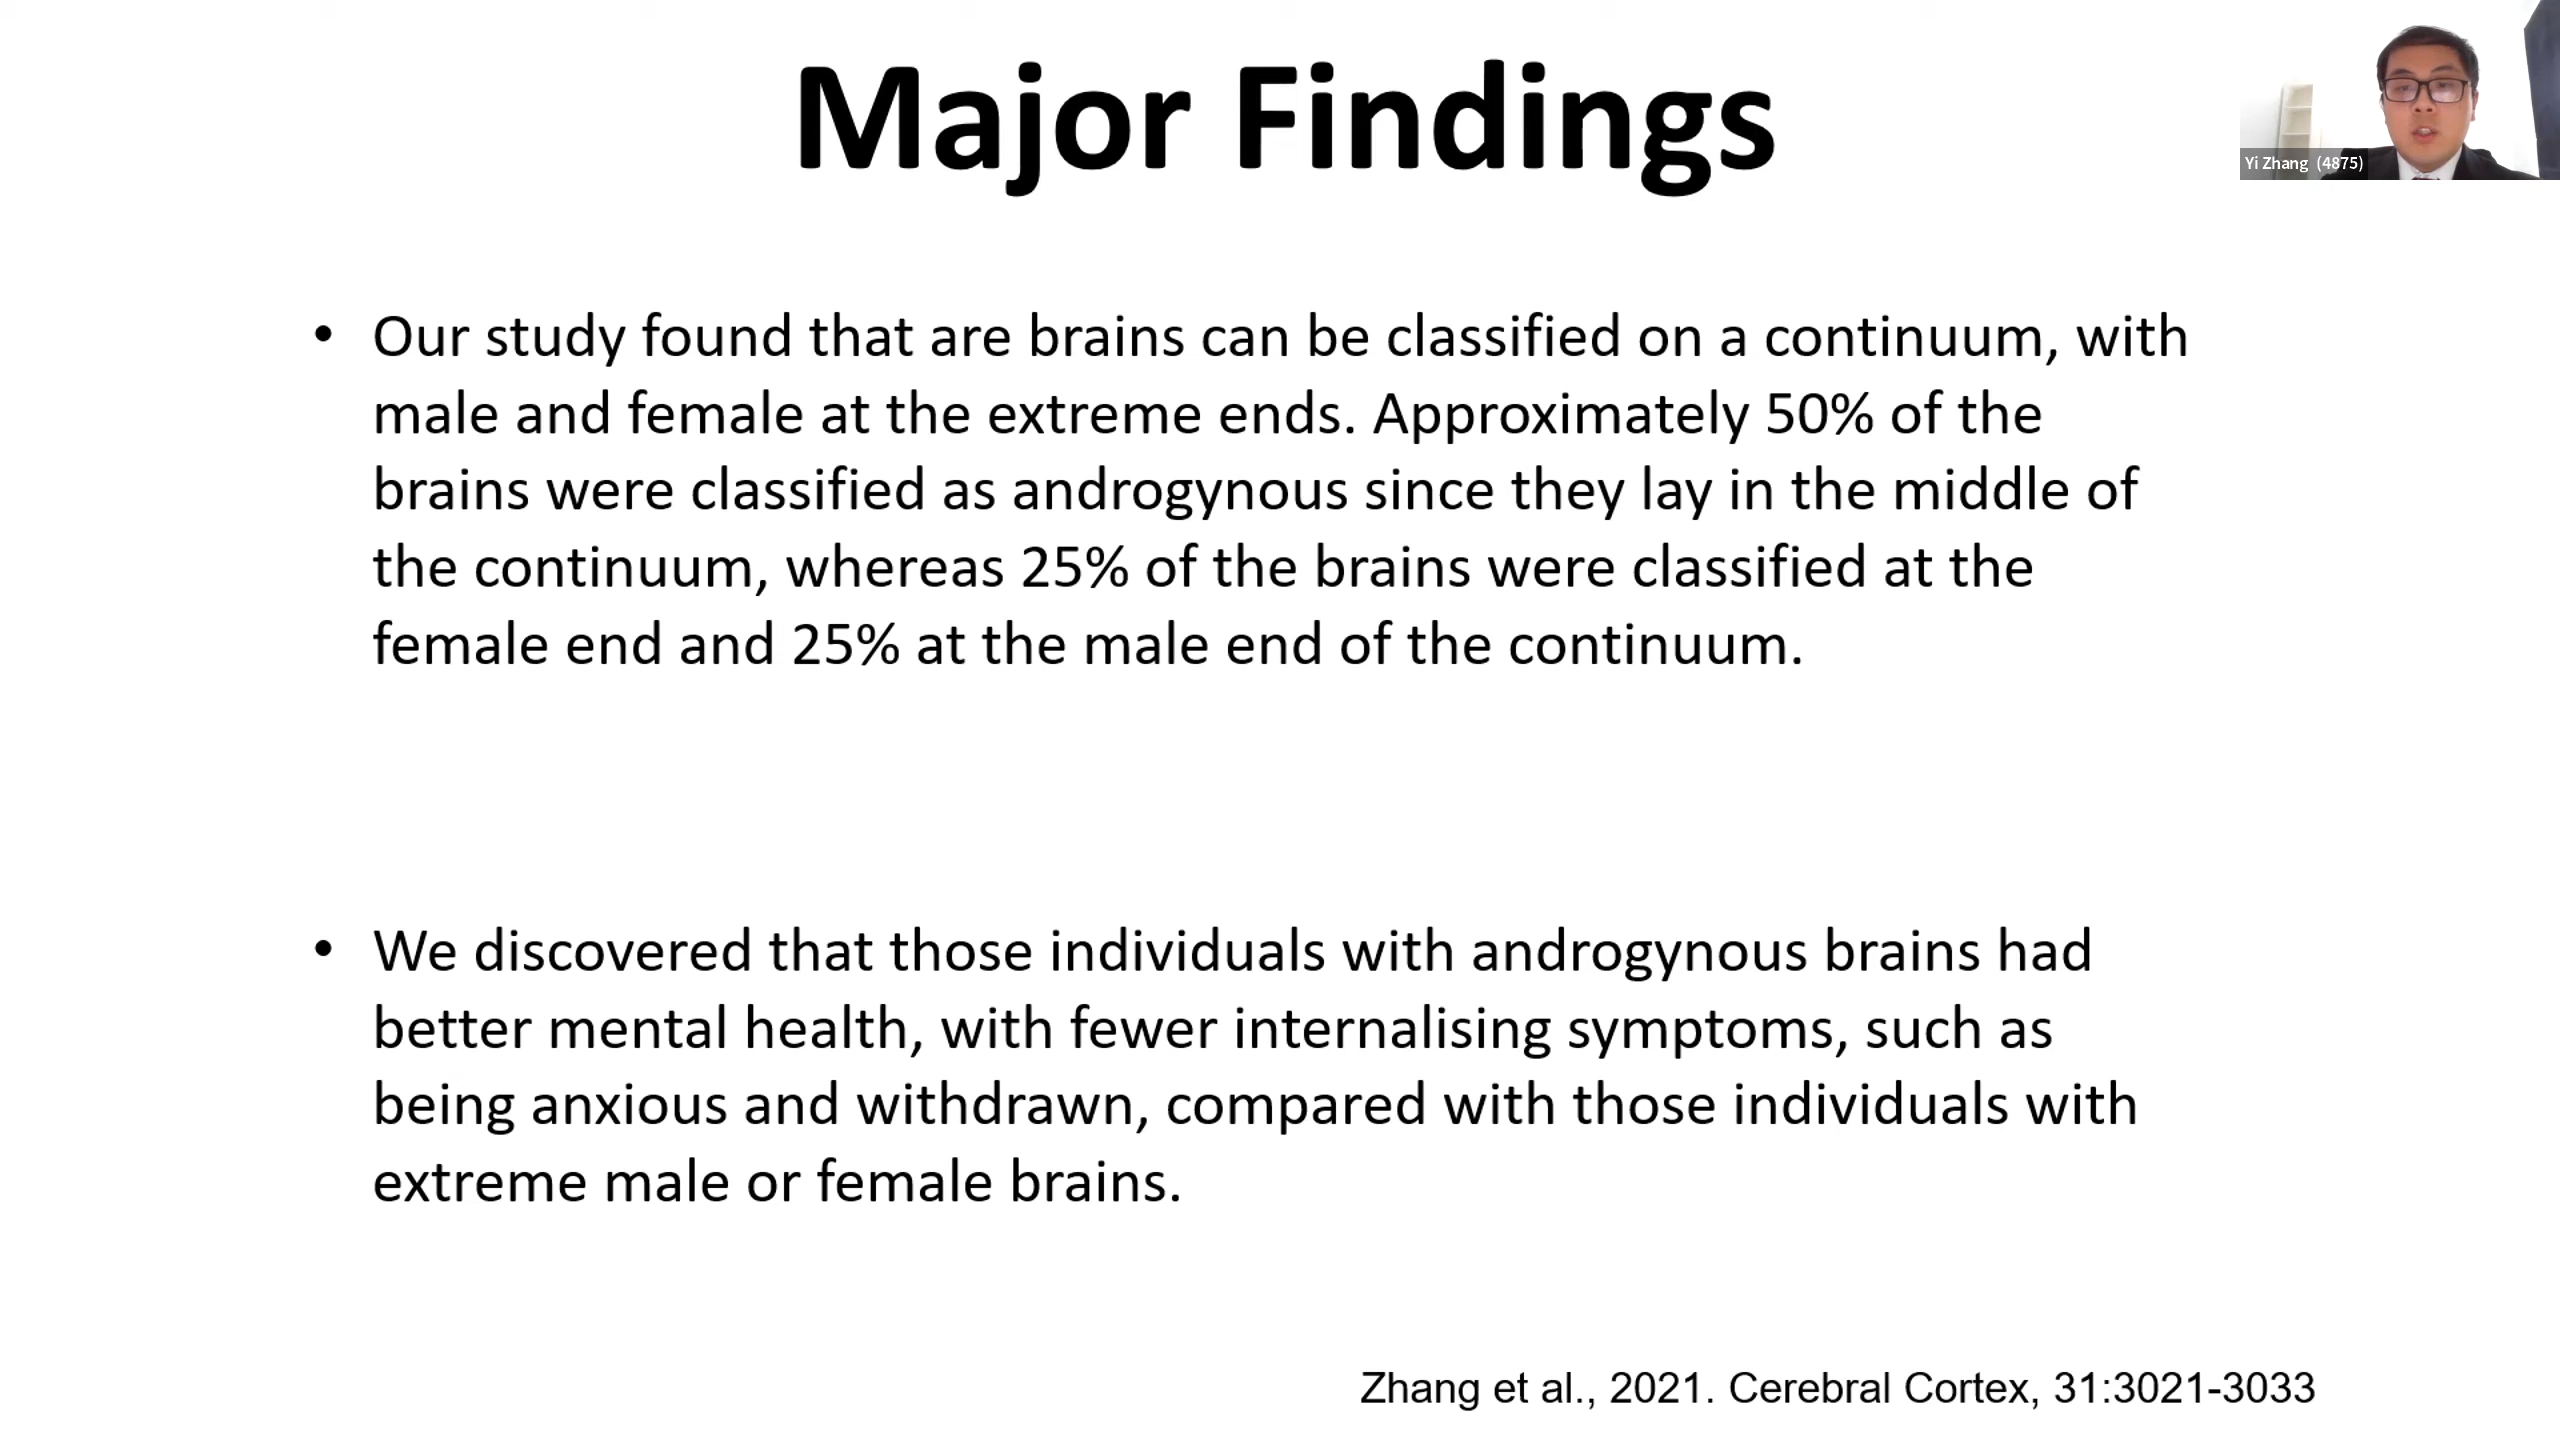 Major Findings
Yi Zhang (4875)
• Our study found that are brains can be classified on a continuum, with
male and female at the extreme ends. Approximately 50% of the
brains were classified as androgynous since they lay in the middle of
the continuum, whereas 25% of the brains were classified at the
female end and 25% at the male end of the continuum.
• We discovered that those individuals with androgynous brains had
better mental health, with fewer internalising symptoms, such as
being anxious and withdrawn, compared with those individuals with
extreme male or female brains.
Zhang et al., 2021. Cerebral Cortex, 31:3021-3033